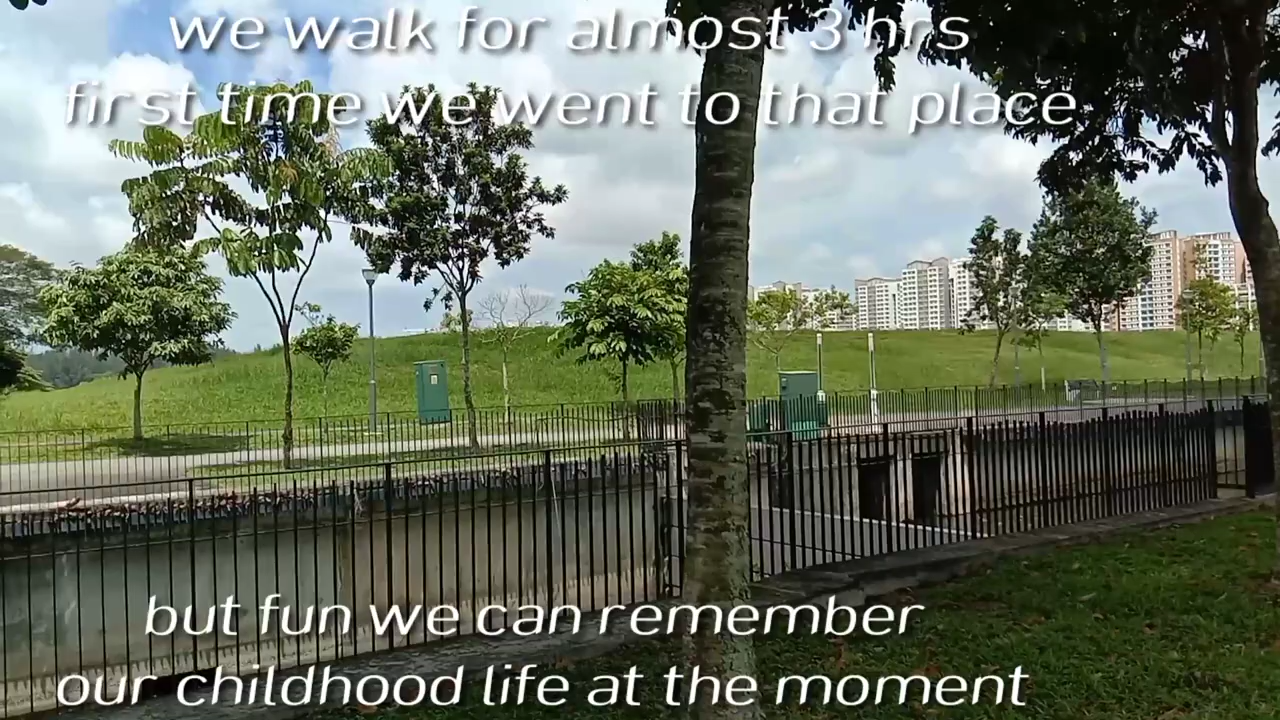 we walk for almost 3 hrs
first time we went to that place
but fun we can remember
our childhood life at the moment